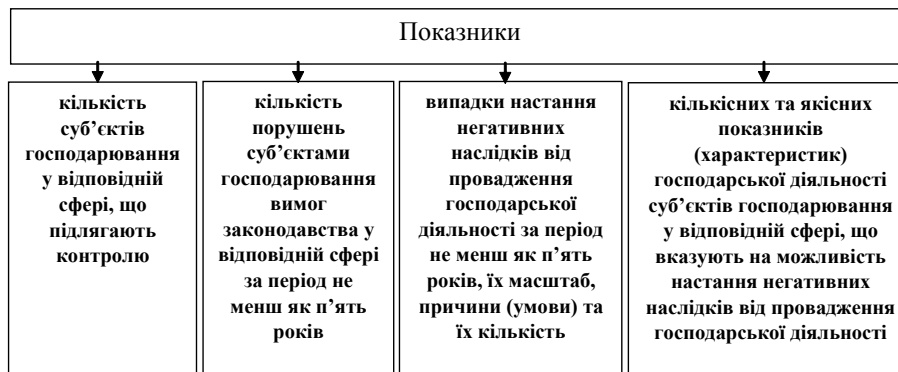 Показники
кількість
суб’єктів
господарювання
у відповідній
сфері, що
підлягають
контролю
кількість
порушень
суб’єктами
господарювання
вимог
законодавства у
відповідній сфері
за період не
менш як п’ять
років
випадки настання
негативних
наслідків від
провадження
господарської
діяльності за період
не менш як п’ять
років, їх масштаб,
причини (умови) та
їх кількість
кількісних та якісних
показників
(характеристик)
господарської діяльності
суб’єктів господарювання
у відповідній сфері, що
вказують на можливість
настання негативних
наслідків від провадження
господарської діяльності